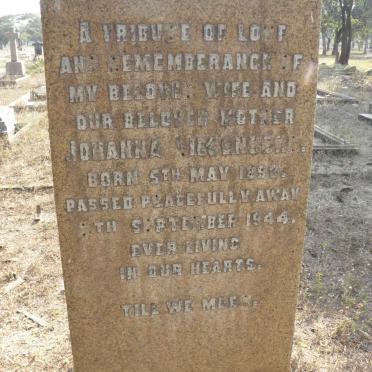 A TRIBUTE OF LOVE
AND REMEMBERANCE OF
MY BELOVED WIFE AND
OUR BELOVED MOTHER
JOHANNA
BORN 5TH MAY
PASSED PEACEFULLY AWAY
SEPTEMBER 1944.
EVER LIVING
IN OUR HEARTS.
TILL WE MEET.